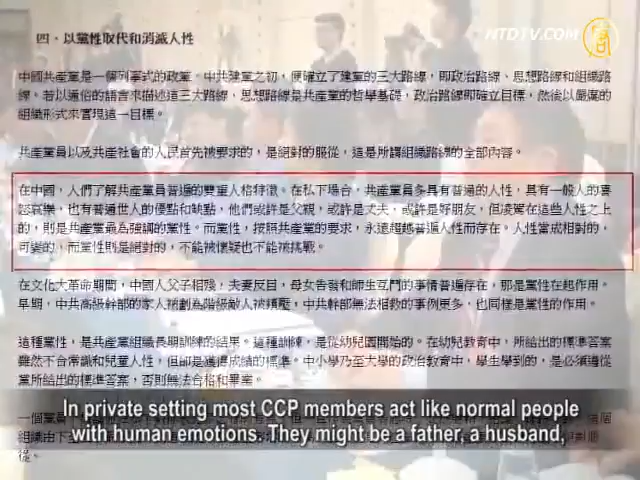 NTDTV.COM
四・以黨性取代和消滅人性
中國共產黨是一個列寧式的政黨。中共建黨之初，便確立了建黨的三大路線，即政治路線、思想路線和組織路
線。若以通俗的語言來描述這三大路線、思想路線是共產黨的哲學基礎，政治路線即確立目標，然後以嚴厲的
組織形式來實現這一目標。
共產黨員以及共產社會的人民首先被要求的，是絕對的服從，這是所謂組織路線的全部內容。
在中國，人們了解共產黨員普遍的雙重人格特徵。在私下場合，共產黨員多具有普通的人性，具有一般人的喜
怒哀樂，也有普通世人的優點和缺點，他們或許是父親，或許是丈夫，或許是好朋友，但凌駕在這些人性之上
的，則是共產黨最為強調的黨性。而黨性，按照共產黨的要求，永遠超越普遍人性而存在。人性當成相對的，
可變的，而黨性則是絕對的，不能被懷疑也不能被挑戰。
在文化大革命期間，中國人父子相殘，夫妻反目，母女告發和師生互鬥的事情普遍存在，那是黨性在起作用。
早期，中共高級幹部的家人被劃為階級敵人被鎮壓，中共幹部無法相救的事例更多，也同樣是黨性的作用。
這種黨性，是共產黨組織長期訓練的結果。這種訓練，是從幼兒園開始的。在幼兒教育中，所給出的標準答案
雖然不合常識和兒童人性，但卻是獲得成績的標準。中小學乃至大學的政治教育中，學生學到的，是必須遵從
黨所給出的標準答案，否則無法合格和畢業。
In private setting most CCP members act like normal people
with human emotions. They might be a father, a husband,